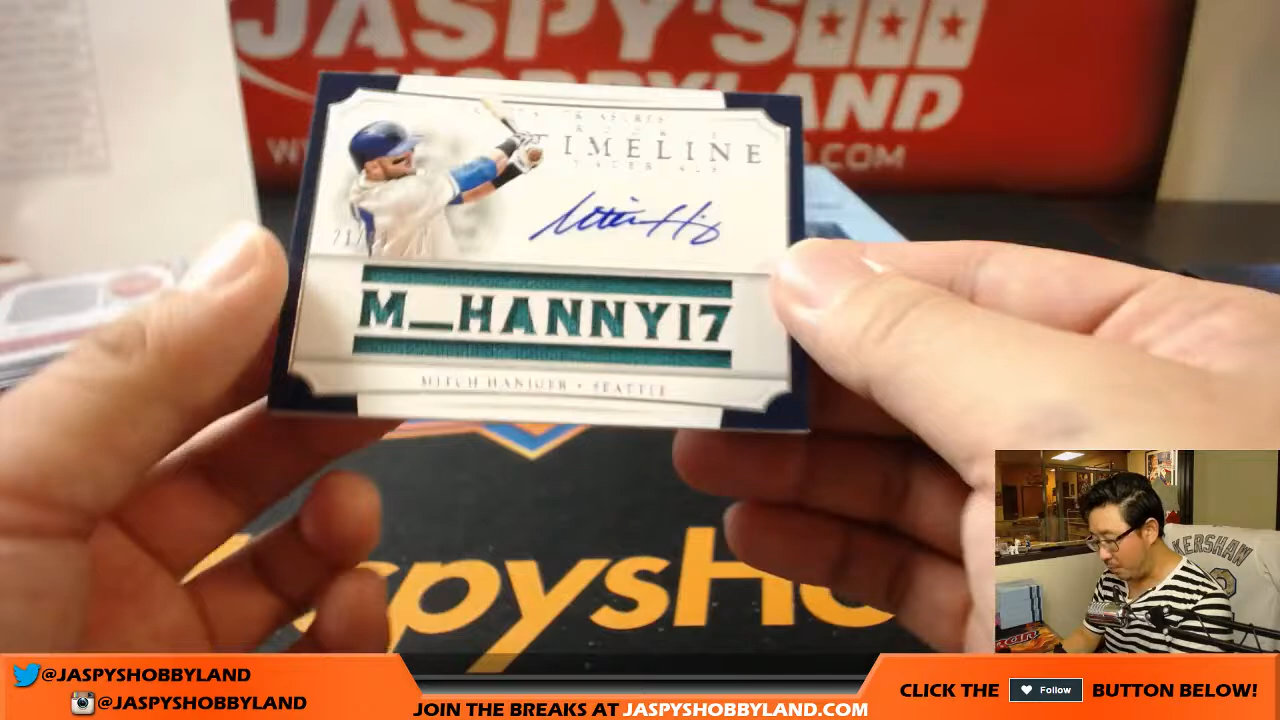 JASPY'S
HOBBYLAND
.COM
TIMELINE
M_HANNY17
MITCH HANIGER • SEATTLE
KERSHAW
@JASPYSHOBBYLAND
@JASPYSHOBBYLAND
JOIN THE BREAKS AT JASPYSHOBBYLAND.COM
CLICK THE Follow BUTTON BELOW!